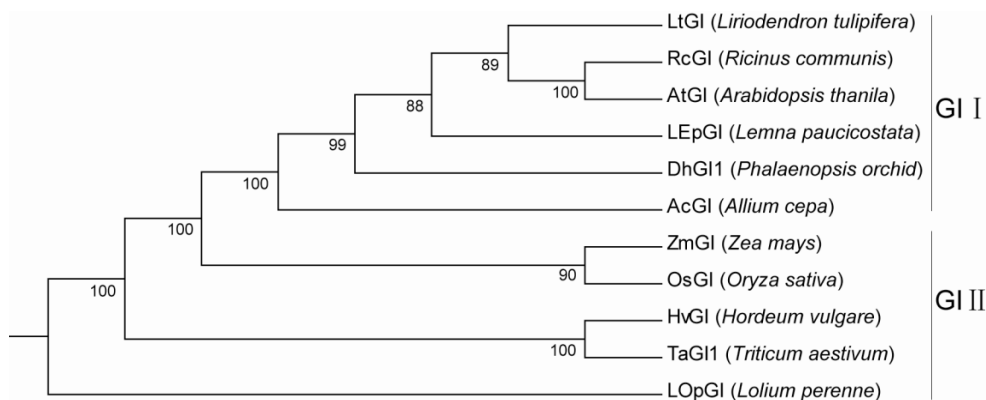 LtGI (Liriodendron tulipifera)
89
RcGI (Ricinus communis)
100
AtGI (Arabidopsis thanila)
88
LEpGI (Lemna paucicostata)
99
DhGI1 (Phalaenopsis orchid)
100
AcGI (Allium cepa)
GI Ⅰ
100
ZmGI (Zea mays)
90
OsGI (Oryza sativa)
100
HvGI (Hordeum vulgare)
100
TaGI1 (Triticum aestivum)
LOpGI (Lolium perenne)
GI Ⅱ